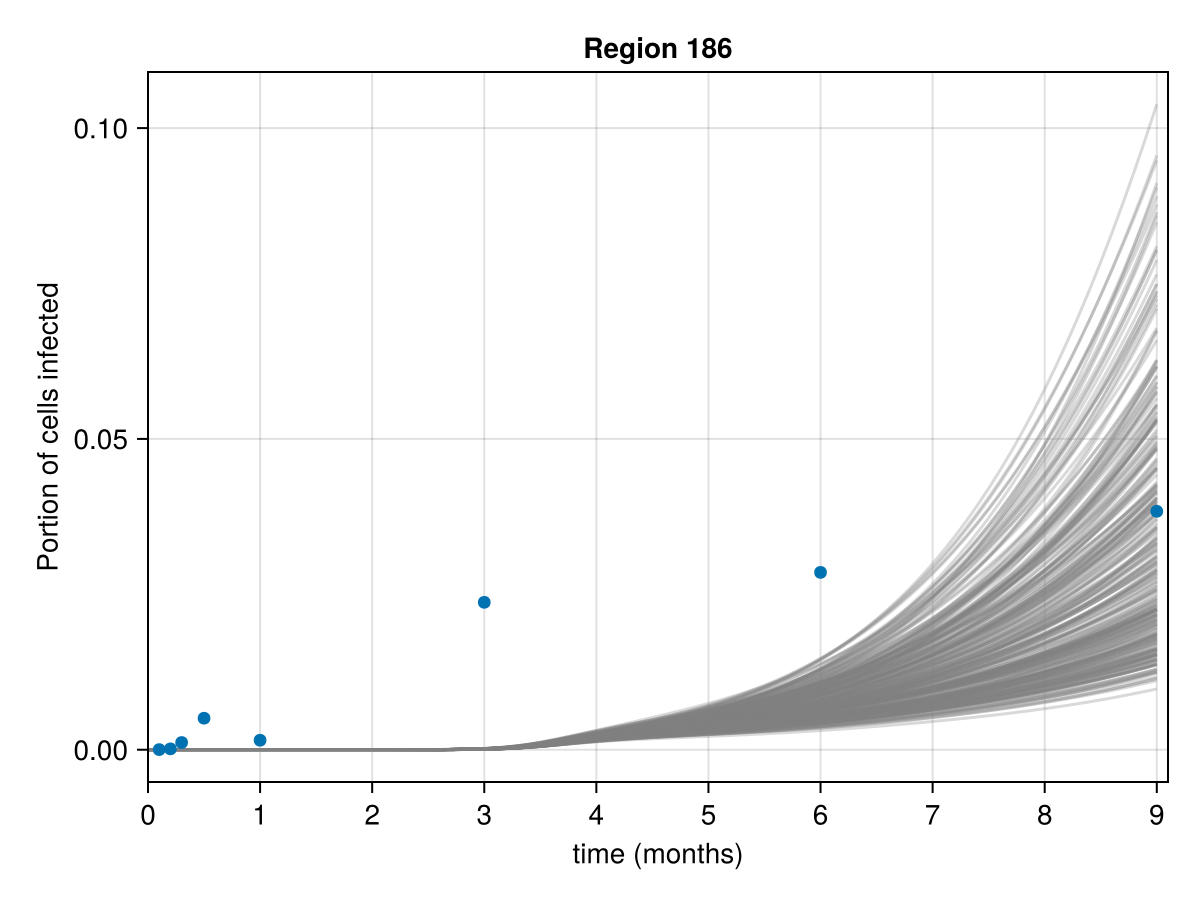 Region 186
0.10
0.05
0.00
Portion of cells infected
0 1 2 3 4 5 6 7 8 9
time (months)